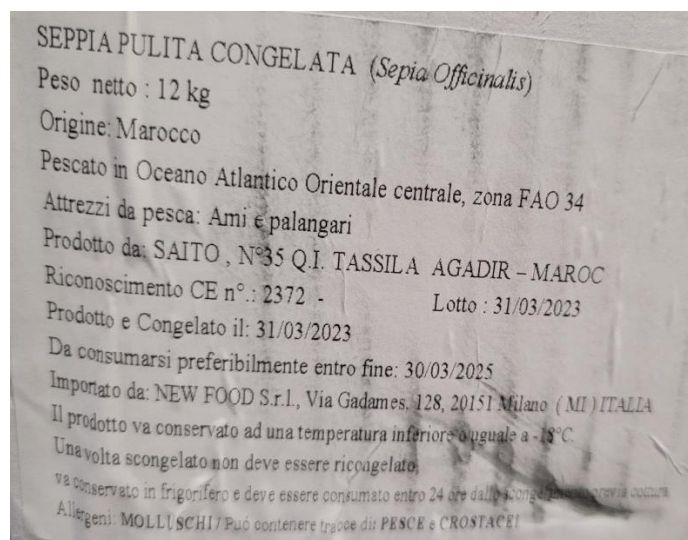 SEPPIA PULITA CONGELATA (Sepia Officinalis)
Peso netto : 12 kg
Origine: Marocco
Pescato in Oceano Atlantico Orientale centrale, zona FAO 34
Attrezzi da pesca: Ami e palangari
Prodotto da: SAITO , N°35 Q.I. TASSILA AGADIR – MAROC
Riconoscimento CE n°.: 2372 - Lotto : 31/03/2023
Prodotto e Congelato il: 31/03/2023
Da consumarsi preferibilmente entro fine: 30/03/2025
Importato da: NEW FOOD S.r.l., Via Gadames, 128, 20151 Milano ( MI ) ITALIA
Il prodotto va conservato ad una temperatura inferiore o uguale a -18°C.
Una volta scongelato non deve essere ricongelato,
va conservato in frigorifero e deve essere consumato entro 24 ore dallo scongelamento previa cottura
Allergeni: MOLLUSCHI / Può contenere tracce di: PESCE e CROSTACEI